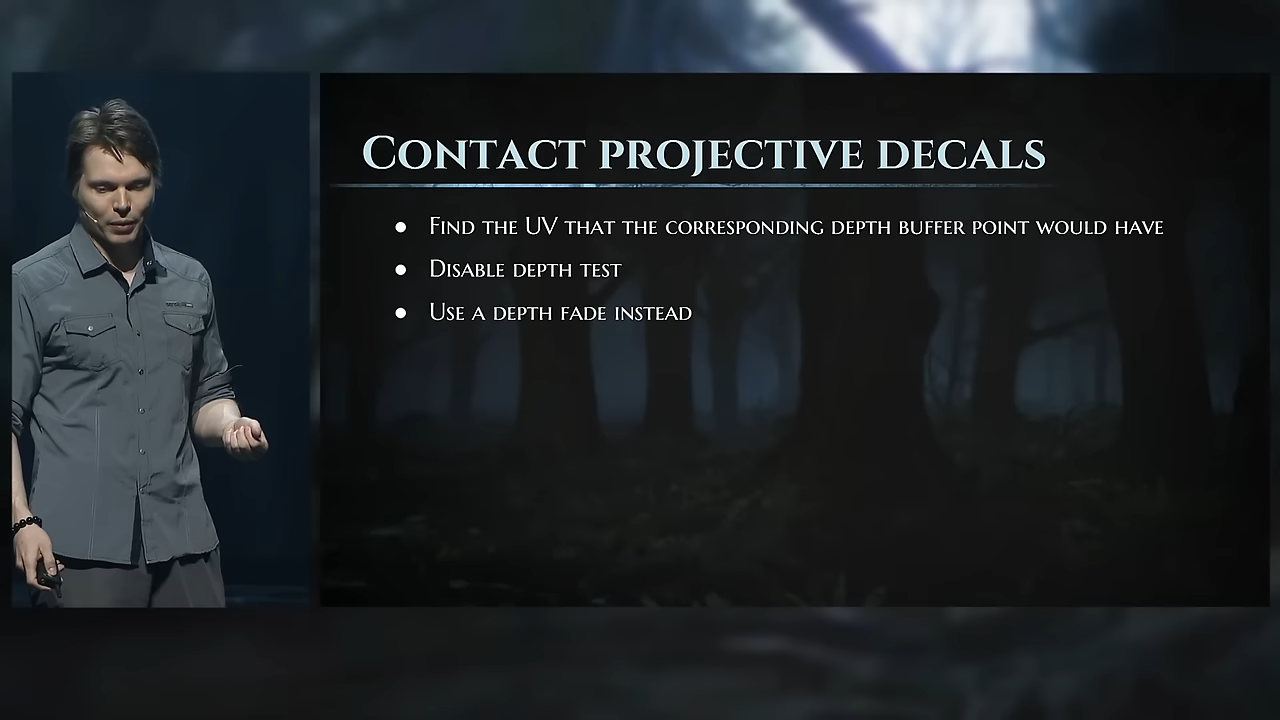 Contact projective decals
● Find the UV that the corresponding depth buffer point would have
● Disable depth test
● Use a depth fade instead